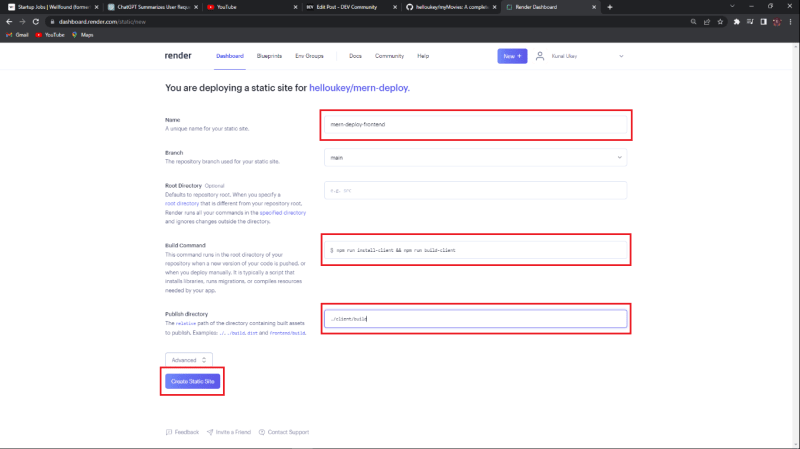 Startup Jobs | Wellfound (former
ChatGPT Summarizes User Requ
YouTube
Edit Post - DEV Community
helloukey/myMovies: A complet
Render Dashboard
dashboard.render.com/static/new
Gmail
YouTube
Maps
render
Dashboard
Blueprints
Env Groups
Docs
Community
Help
New +
Kunal Ukey
You are deploying a static site for helloukey/mern-deploy.
Name
A unique name for your static site.
mern-deploy-frontend
Branch
The repository branch used for your static site.
main
Root Directory Optional
Defaults to repository root. When you specify a
root directory that is different from your repository root,
Render runs all your commands in the specified directory
and ignores changes outside the directory.
e.g. src
Build Command
This command runs in the root directory of your
repository when a new version of your code is pushed, or
when you deploy manually. It is typically a script that
installs libraries, runs migrations, or compiles resources
needed by your app.
$ npm run install-client && npm run build-client
Publish directory
The relative path of the directory containing built assets
to publish. Examples: ./, ./build, dist and frontend/build.
./client/build
Advanced
Create Static Site
Feedback
Invite a Friend
Contact Support